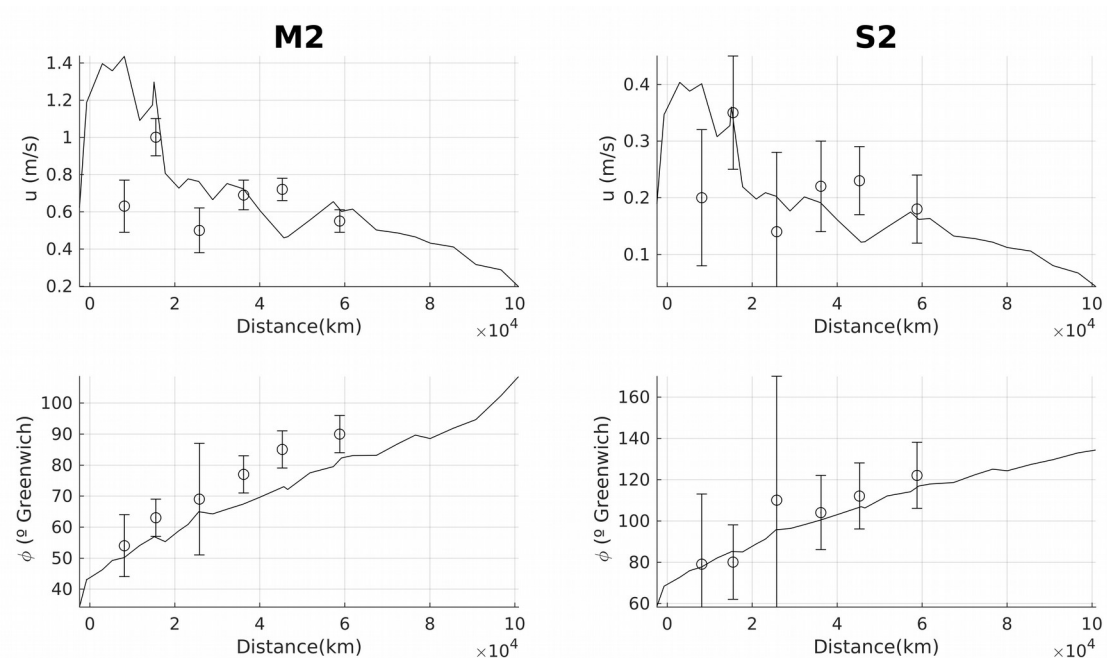 M2
S2
1.4
1.2
1
0.8
0.6
0.4
0.2
u (m/s)
0 2 4 6 8 10
Distance(km)
×10⁴
0.4
0.3
0.2
0.1
u (m/s)
0 2 4 6 8 10
Distance(km)
×10⁴
100
90
80
70
60
50
40
ϕ (º Greenwich)
0 2 4 6 8 10
Distance(km)
×10⁴
160
140
120
100
80
60
ϕ (º Greenwich)
0 2 4 6 8 10
Distance(km)
×10⁴